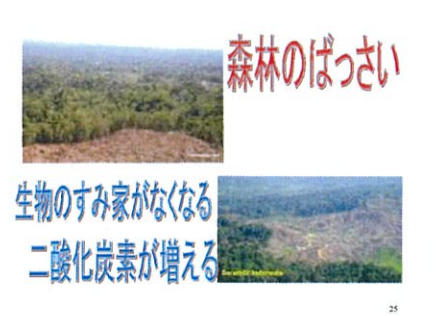 森林のばっさい
生物のすみ家がなくなる
二酸化炭素が増える
25